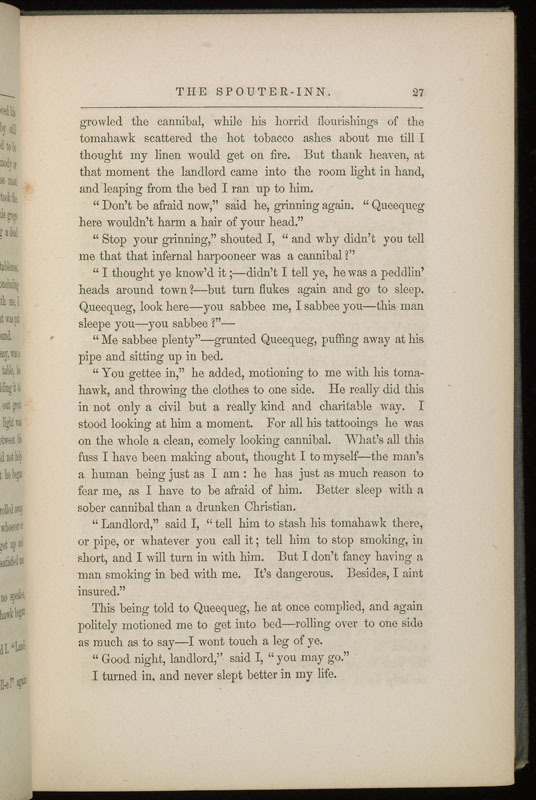 THE SPOUTER-INN. 27
growled the cannibal, while his horrid flourishings of the
tomahawk scattered the hot tobacco ashes about me till I
thought my linen would get on fire. But thank heaven, at
that moment the landlord came into the room light in hand,
and leaping from the bed I ran up to him.
“Don't be afraid now,” said he, grinning again. “Queequeg
here wouldn't harm a hair of your head.”
“Stop your grinning,” shouted I, “and why didn't you tell
me that that infernal harpooneer was a cannibal?”
“I thought ye know'd it;—didn't I tell ye, he was a peddlin'
heads around town?—but turn flukes again and go to sleep.
Queequeg, look here—you sabbee me, I sabbee you—this man
sleepe you—you sabbee?”—
“Me sabbee plenty”—grunted Queequeg, puffing away at his
pipe and sitting up in bed.
“You gettee in,” he added, motioning to me with his toma-
hawk, and throwing the clothes to one side. He really did this
in not only a civil but a really kind and charitable way. I
stood looking at him a moment. For all his tattooings he was
on the whole a clean, comely looking cannibal. What's all this
fuss I have been making about, thought I to myself—the man's
a human being just as I am: he has just as much reason to
fear me, as I have to be afraid of him. Better sleep with a
sober cannibal than a drunken Christian.
“Landlord,” said I, “tell him to stash his tomahawk there,
or pipe, or whatever you call it; tell him to stop smoking, in
short, and I will turn in with him. But I don't fancy having a
man smoking in bed with me. It's dangerous. Besides, I aint
insured.”
This being told to Queequeg, he at once complied, and again
politely motioned me to get into bed—rolling over to one side
as much as to say—I wont touch a leg of ye.
“Good night, landlord,” said I, “you may go.”
I turned in, and never slept better in my life.